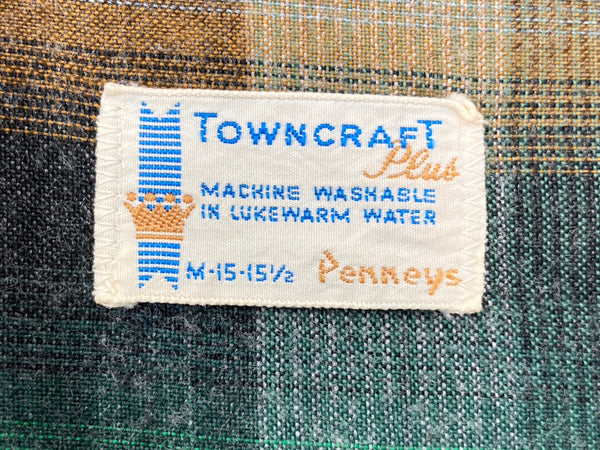 TOWNCRAFT
Plus
MACHINE WASHABLE
IN LUKEWARM WATER
M-15-15½ Penneys